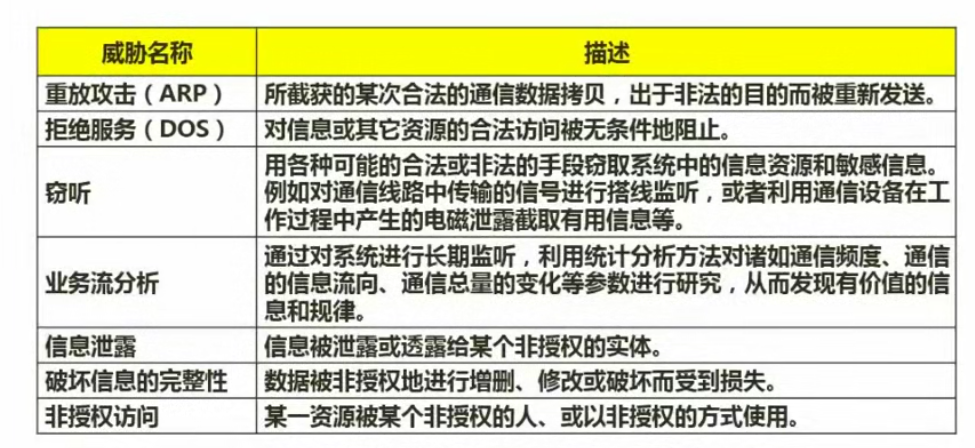 威胁名称 描述
重放攻击（ARP） 所截获的某次合法的通信数据拷贝，出于非法的目的而被重新发送。
拒绝服务（DOS） 对信息或其它资源的合法访问被无条件地阻止。
窃听
用各种可能的合法或非法的手段窃取系统中的信息资源和敏感信息。
例如对通信线路中传输的信号进行搭线监听，或者利用通信设备在工
作过程中产生的电磁泄露截取有用信息等。
业务流分析
通过对系统进行长期监听，利用统计分析方法对诸如通信频度、通信
的信息流向、通信总量的变化等参数进行研究，从而发现有价值的信
息和规律。
信息泄露 信息被泄露或透露给某个非授权的实体。
破坏信息的完整性 数据被非授权地进行增删、修改或破坏而受到损失。
非授权访问 某一资源被某个非授权的人、或以非授权的方式使用。